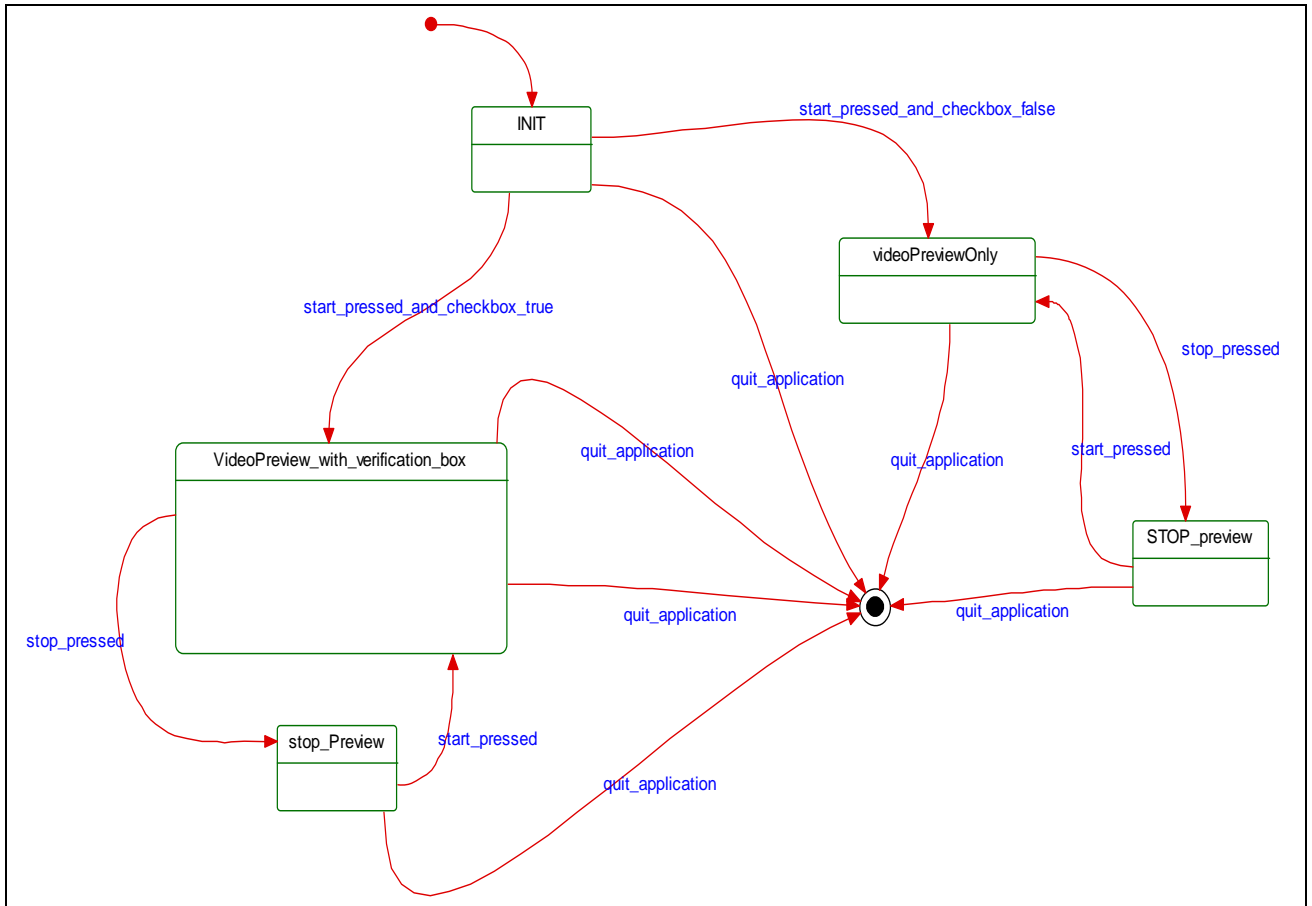 start_pressed_and_checkbox_false
INIT
videoPreviewOnly
start_pressed_and_checkbox_true
stop_pressed
quit_application
quit_application
start_pressed
quit_application
VideoPreview_with_verification_box
STOP_preview
quit_application
quit_application
stop_pressed
start_pressed
stop_Preview
quit_application